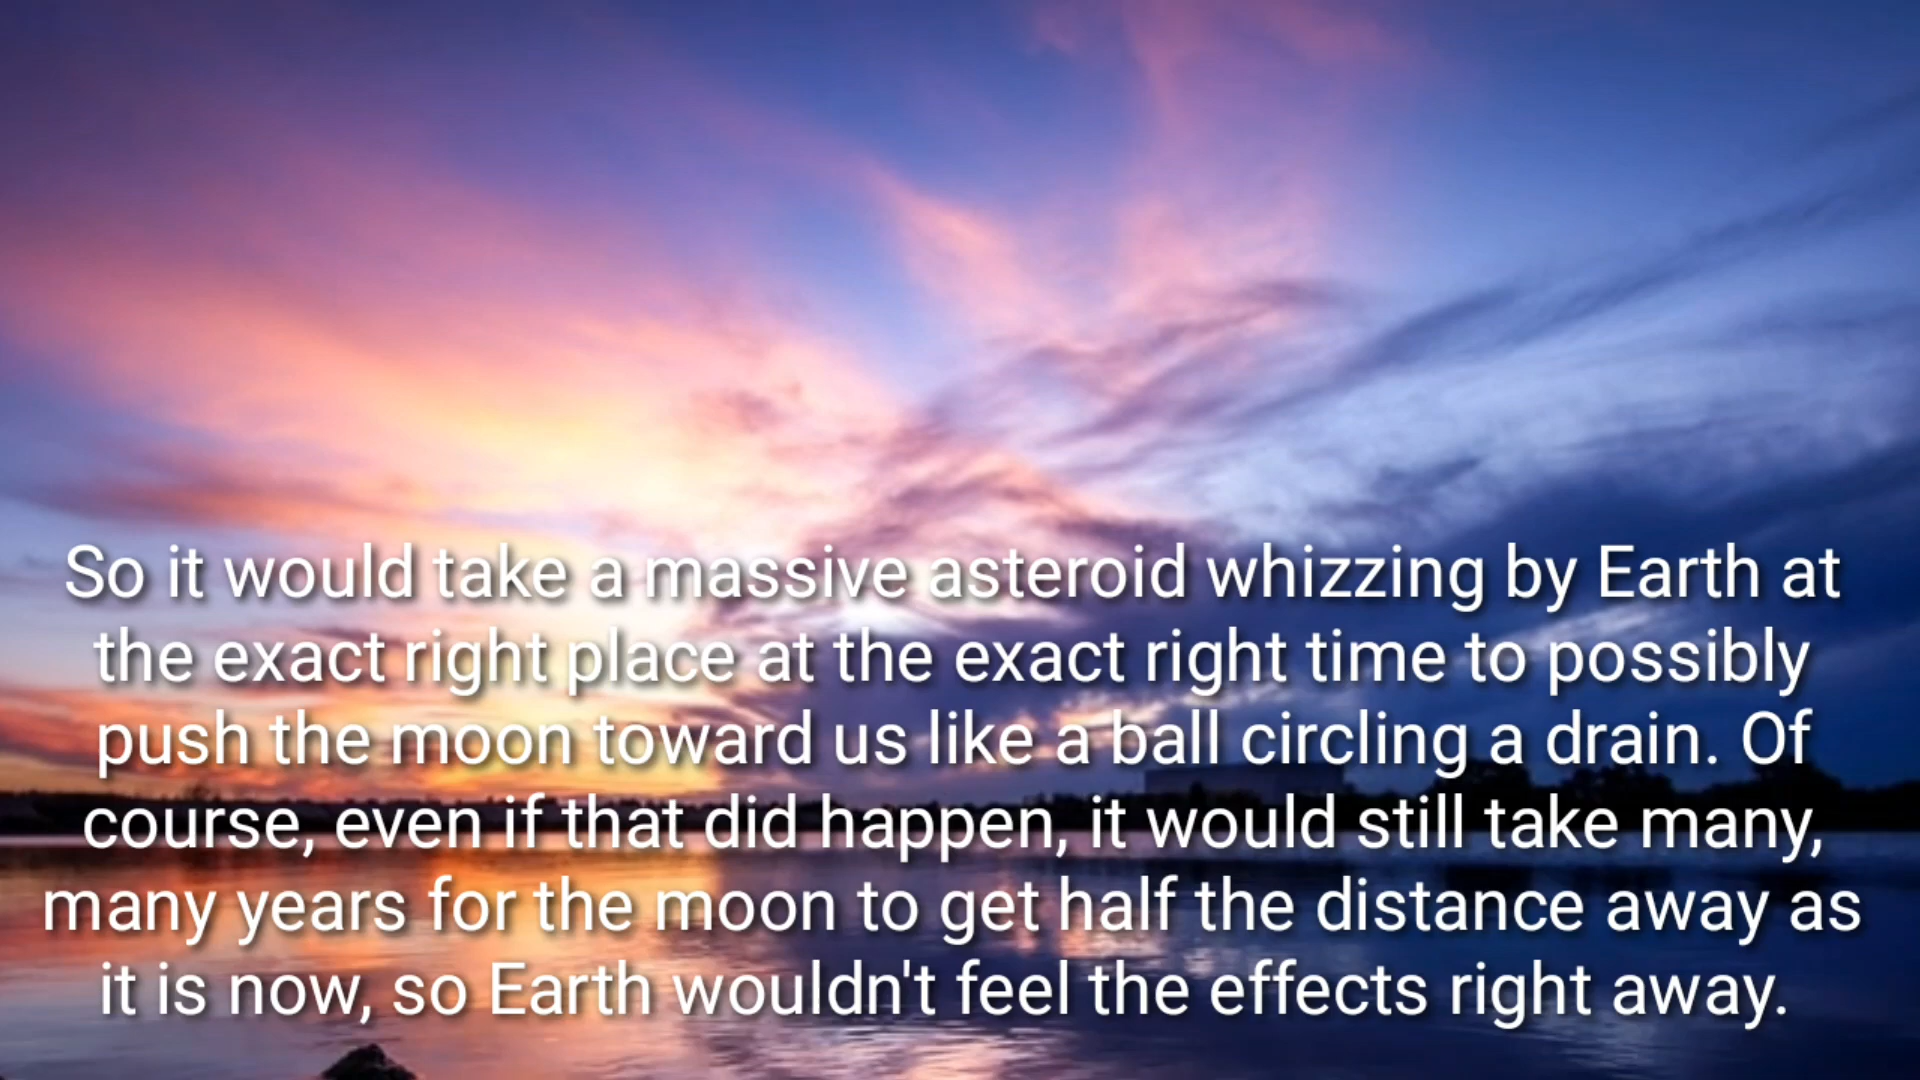 So it would take a massive asteroid whizzing by Earth at
the exact right place at the exact right time to possibly
push the moon toward us like a ball circling a drain. Of
course, even if that did happen, it would still take many,
many years for the moon to get half the distance away as
it is now, so Earth wouldn't feel the effects right away.